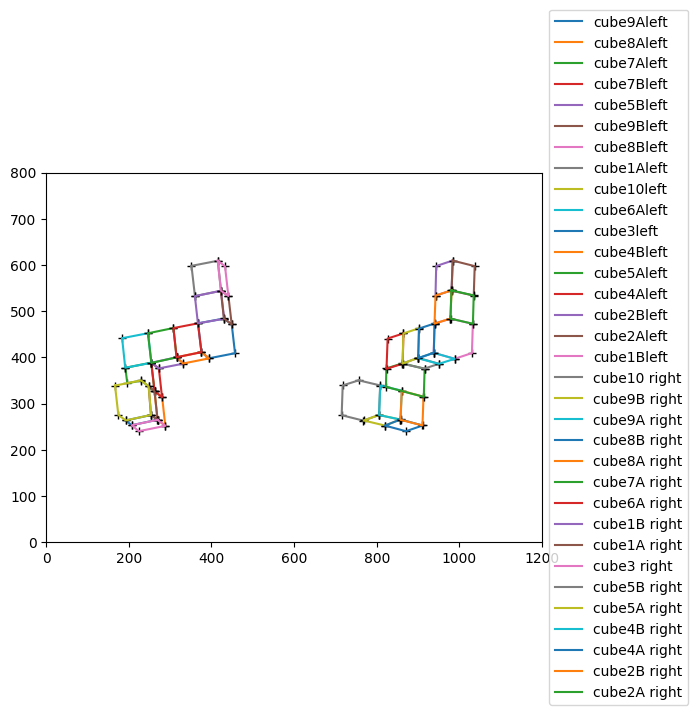 cube9Aleft
cube8Aleft
cube7Aleft
cube7Bleft
cube5Bleft
cube9Bleft
cube8Bleft
cube1Aleft
cube10left
cube6Aleft
cube3left
cube4Bleft
cube5Aleft
cube4Aleft
cube2Bleft
cube2Aleft
cube1Bleft
cube10 right
cube9B right
cube9A right
cube8B right
cube8A right
cube7A right
cube6A right
cube1B right
cube1A right
cube3 right
cube5B right
cube5A right
cube4B right
cube4A right
cube2B right
cube2A right
800
700
600
500
400
300
200
100
0
0 200 400 600 800 1000 1200